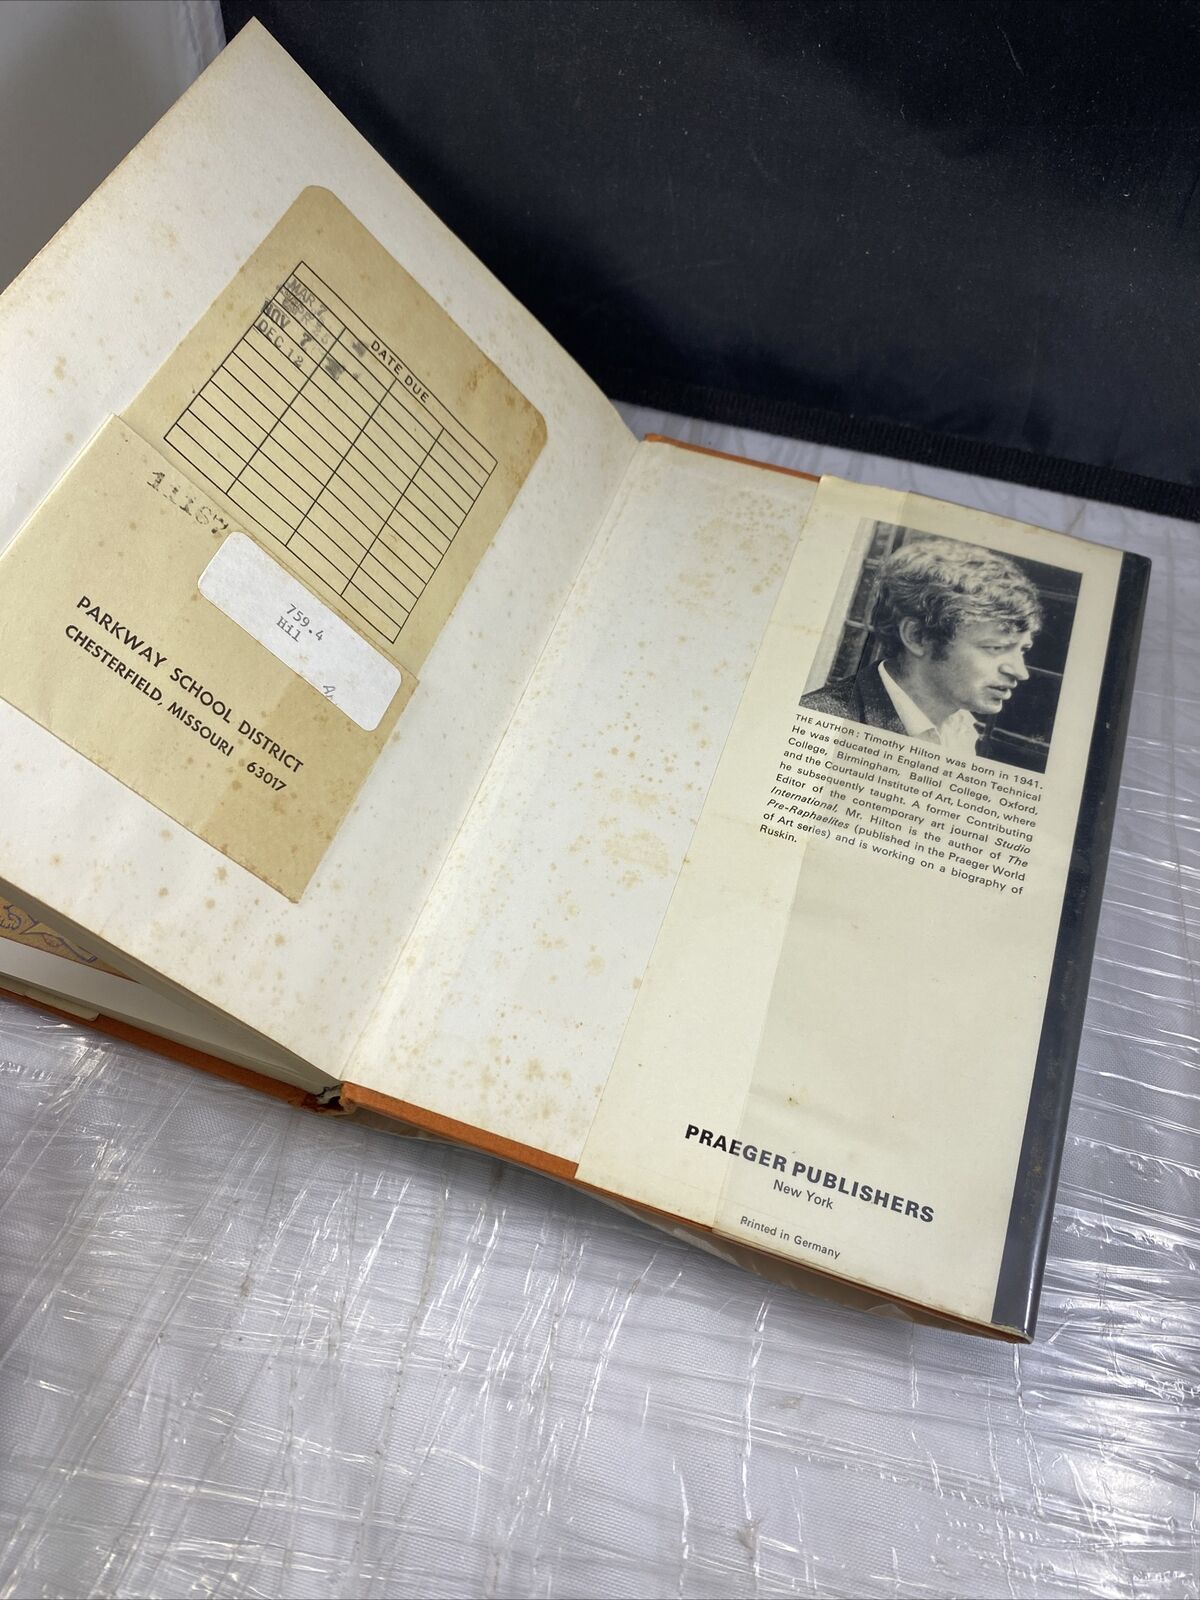 DATE DUE
MAR 7
NOV 7
DEC 12
11167
759.4
Hil
PARKWAY SCHOOL DISTRICT
CHESTERFIELD, MISSOURI 63017
THE AUTHOR: Timothy Hilton was born in 1941.
He was educated in England at Aston Technical
College, Birmingham, Balliol College, Oxford,
and the Courtauld Institute of Art, London, where
he subsequently taught. A former Contributing
Editor of the contemporary art journal Studio
International, Mr. Hilton is the author of The
Pre-Raphaelites (published in the Praeger World
of Art series) and is working on a biography of
Ruskin.
PRAEGER PUBLISHERS
New York
Printed in Germany